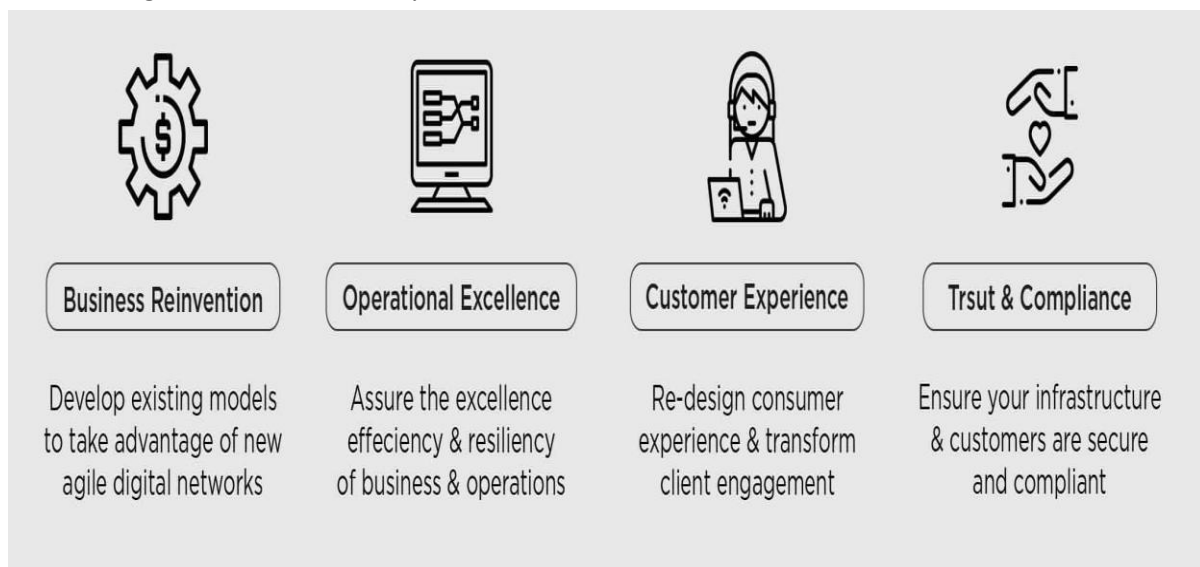 Business Reinvention
Develop existing models
to take advantage of new
agile digital networks
Operational Excellence
Assure the excellence
effeciency & resiliency
of business & operations
Customer Experience
Re-design consumer
experience & transform
client engagement
Trsut & Compliance
Ensure your infrastructure
& customers are secure
and compliant